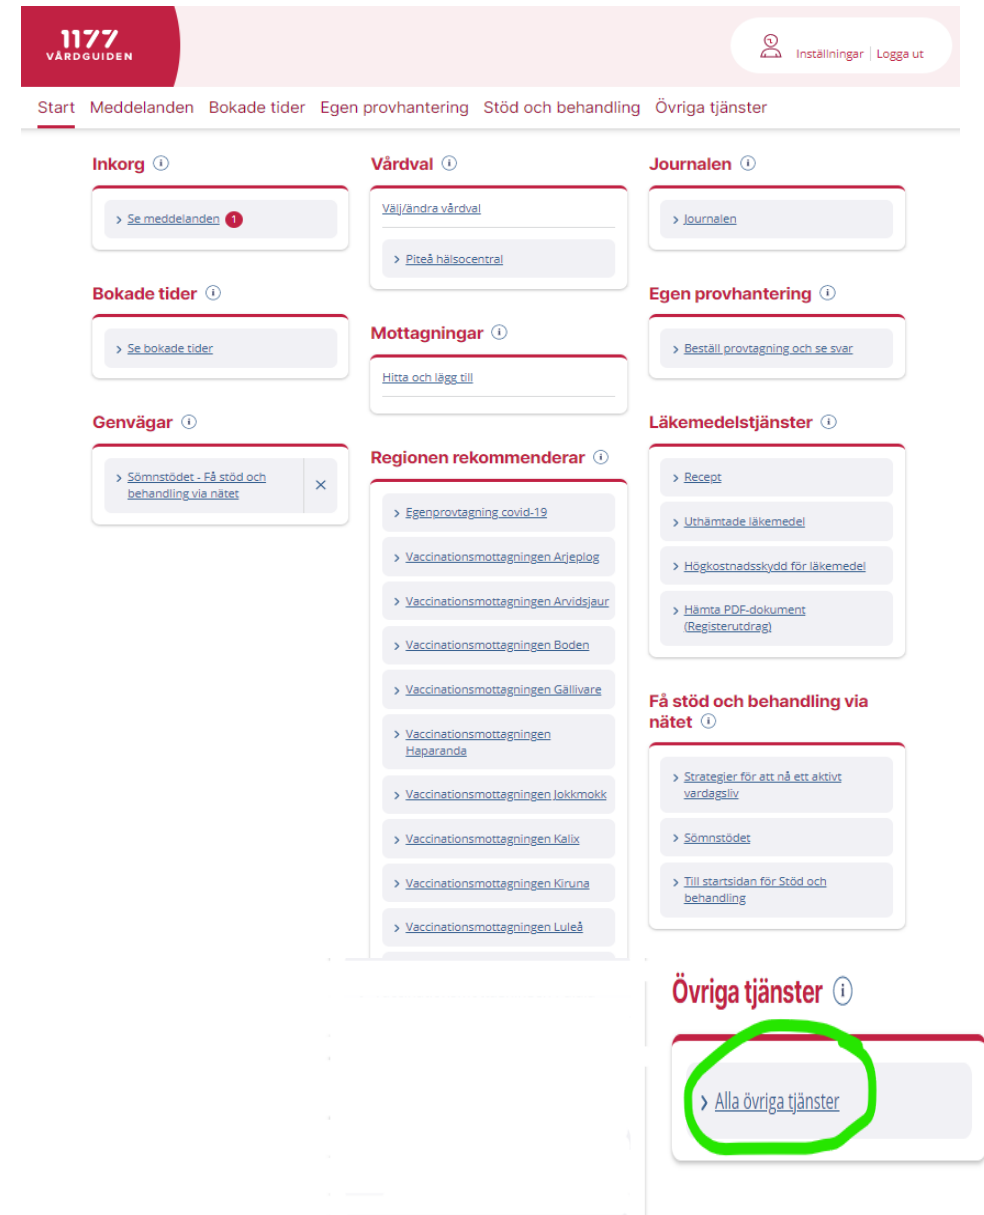 1177
VÅRDGUIDEN
Inställningar | Logga ut
Start Meddelanden Bokade tider Egen provhantering Stöd och behandling Övriga tjänster
Inkorg
Se meddelanden 1
Bokade tider
Se bokade tider
Genvägar
Sömnstödet - Få stöd och
behandling via nätet
Vårdval
Välj/ändra vårdval
Piteå hälsocentral
Mottagningar
Hitta och lägg till
Regionen rekommenderar
Egenprovtagning covid-19
Vaccinationsmottagningen Arjeplog
Vaccinationsmottagningen Arvidsjaur
Vaccinationsmottagningen Boden
Vaccinationsmottagningen Gällivare
Vaccinationsmottagningen
Haparanda
Vaccinationsmottagningen Jokkmokk
Vaccinationsmottagningen Kalix
Vaccinationsmottagningen Kiruna
Vaccinationsmottagningen Luleå
Journalen
Journalen
Egen provhantering
Beställ provtagning och se svar
Läkemedelstjänster
Recept
Uthämtade läkemedel
Högkostnadsskydd för läkemedel
Hämta PDF-dokument
(Registerutdrag)
Få stöd och behandling via
nätet
Strategier för att nå ett aktivt
vardagsliv
Sömnstödet
Till startsidan för Stöd och
behandling
Övriga tjänster
Alla övriga tjänster